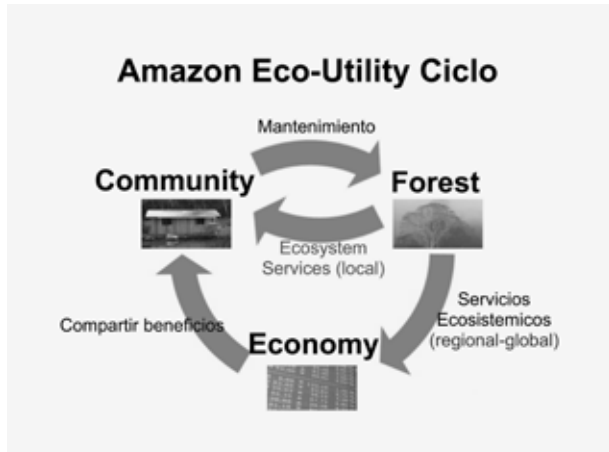 Amazon Eco-Utility Ciclo
Mantenimiento
Community
Forest
Ecosystem
Services (local)
Servicios
Ecosistemicos
(regional-global)
Compartir beneficios
Economy